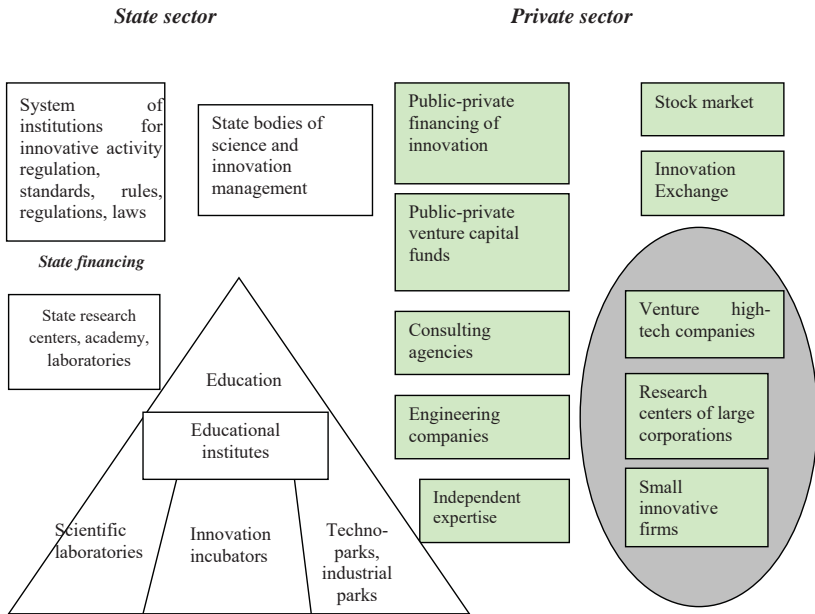 State sector
Private sector
System of
institutions for
innovative activity
regulation,
standards, rules,
regulations, laws
State bodies of
science and
innovation
management
Public-private
financing of
innovation
Stock market
Innovation
Exchange
Public-private
venture capital
funds
State financing
State research
centers, academy,
laboratories
Consulting
agencies
Venture high-
tech companies
Education
Engineering
companies
Research
centers of large
corporations
Educational
institutes
Independent
expertise
Small
innovative
firms
Scientific
laboratories
Innovation
incubators
Techno-
parks,
industrial
parks